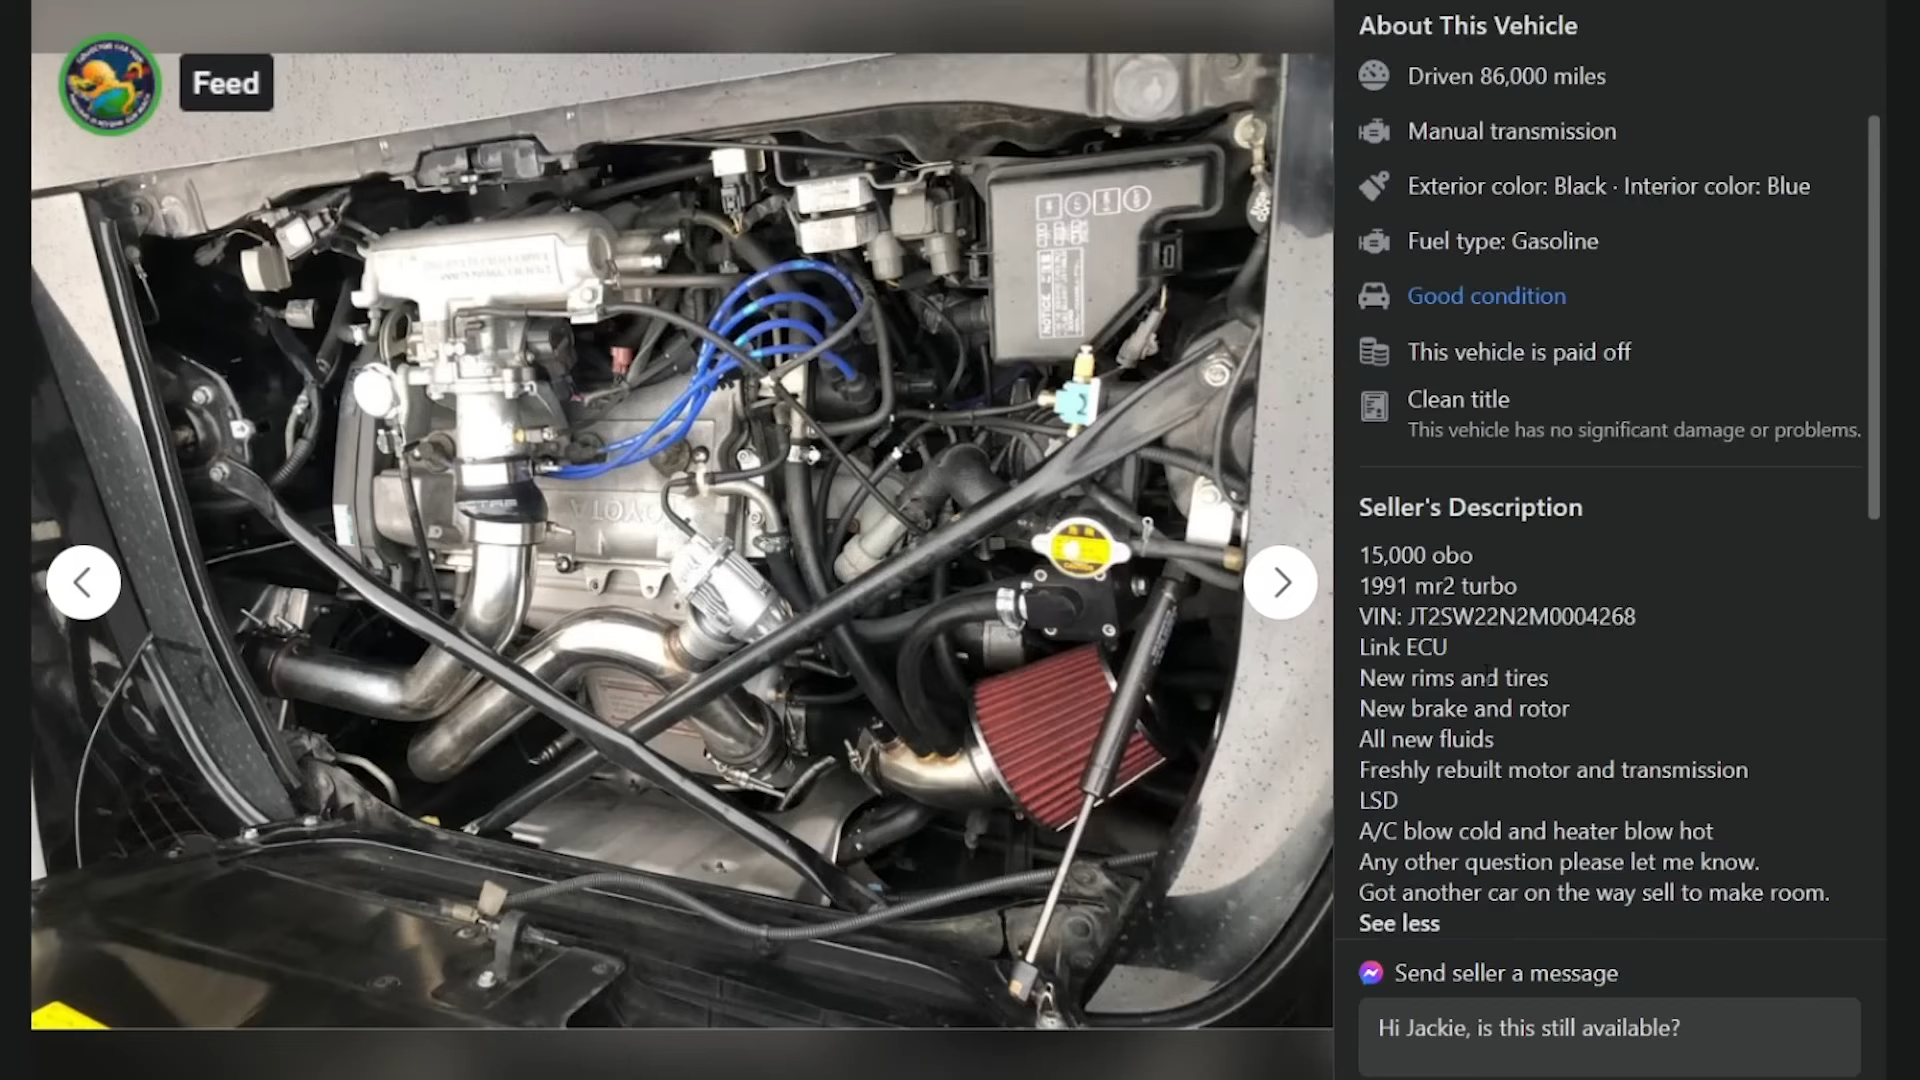 Feed
NOTICE
TOYOTA
2
About This Vehicle
Driven 86,000 miles
Manual transmission
Exterior color: Black · Interior color: Blue
Fuel type: Gasoline
Good condition
This vehicle is paid off
Clean title
This vehicle has no significant damage or problems.
Seller's Description
15,000 obo
1991 mr2 turbo
VIN: JT2SW22N2M0004268
Link ECU
New rims and tires
New brake and rotor
All new fluids
Freshly rebuilt motor and transmission
LSD
A/C blow cold and heater blow hot
Any other question please let me know.
Got another car on the way sell to make room.
See less
Send seller a message
Hi Jackie, is this still available?